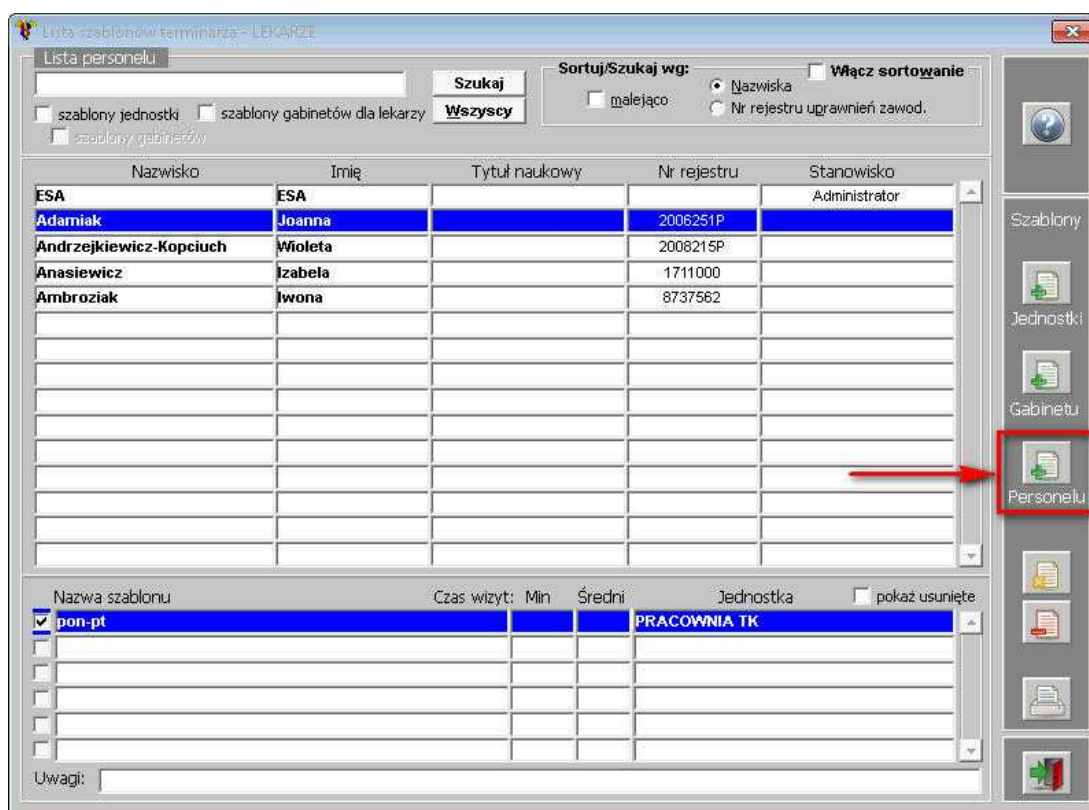 Lista szablonów terminarza - LEKARZE
Lista personelu
Szukaj
Wszyscy
szablony jednostki
szablony gabinetów dla lekarzy
szablony gabinetów
Sortuj/Szukaj wg:
Włącz sortowanie
malejąco
Nazwiska
Nr rejestru uprawnień zawod.
Nazwisko Imię Tytuł naukowy Nr rejestru Stanowisko
ESA ESA Administrator
Adamiak Joanna 2006251P
Andrzejkiewicz-Kopciuch Wioleta 2008215P
Anasiewicz Izabela 1711000
Ambroziak Iwona 8737562
Szablony
Jednostki
Gabinetu
Personelu
Nazwa szablonu Czas wizyt: Min Średni Jednostka pokaż usunięte
pon-pt PRACOWNIA TK
Uwagi: